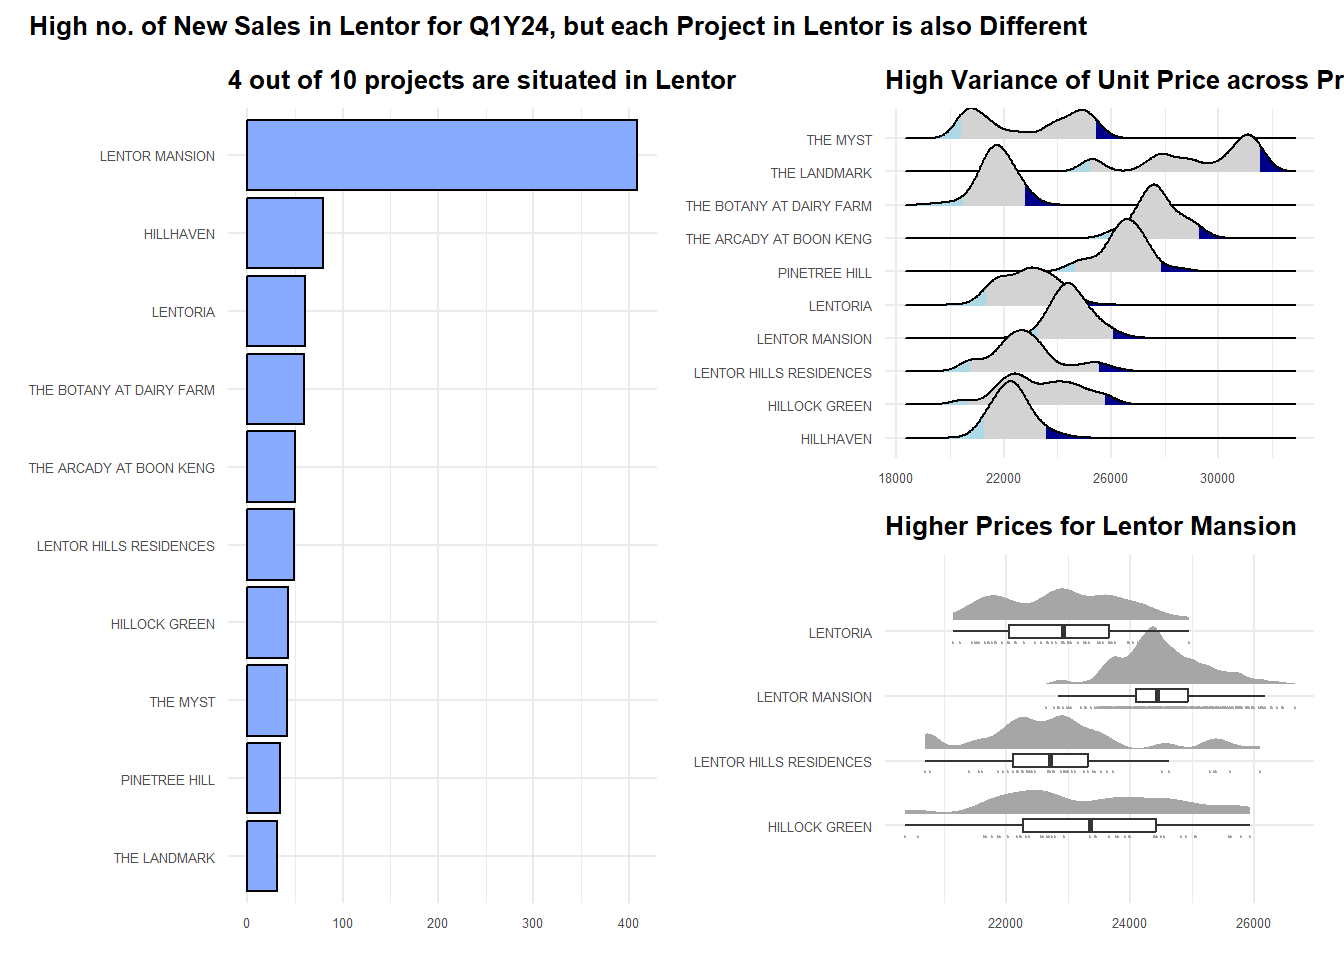 High no. of New Sales in Lentor for Q1Y24, but each Project in Lentor is also Different
4 out of 10 projects are situated in Lentor
LENTOR MANSION
HILLHAVEN
LENTORIA
THE BOTANY AT DAIRY FARM
THE ARCADY AT BOON KENG
LENTOR HILLS RESIDENCES
HILLOCK GREEN
THE MYST
PINETREE HILL
THE LANDMARK
0 100 200 300 400
High Variance of Unit Price across Pr
THE MYST
THE LANDMARK
THE BOTANY AT DAIRY FARM
THE ARCADY AT BOON KENG
PINETREE HILL
LENTORIA
LENTOR MANSION
LENTOR HILLS RESIDENCES
HILLOCK GREEN
HILLHAVEN
18000 22000 26000 30000
Higher Prices for Lentor Mansion
LENTORIA
LENTOR MANSION
LENTOR HILLS RESIDENCES
HILLOCK GREEN
22000 24000 26000